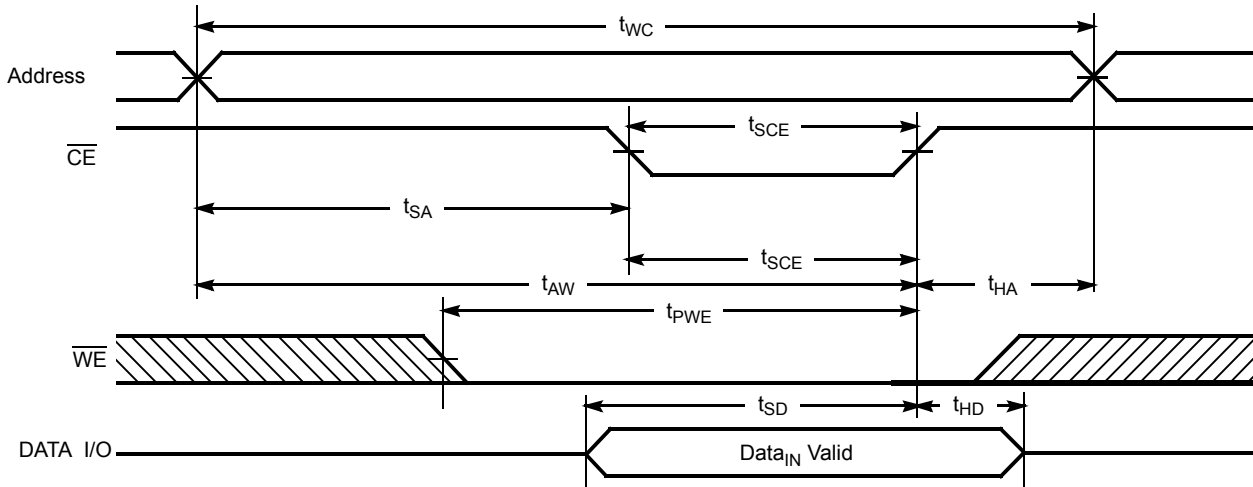 tWC
Address
tSCE
CE
tSA
tSCE
tAW
tHA
tPWE
WE
tSD
tHD
DATA I/O
DataIN Valid